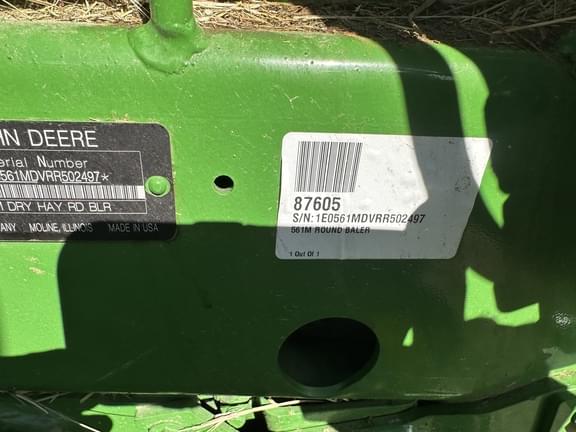 HN DEERE
erial Number
561MDVRR502497*
DRY HAY RD BLR
ANY MOLINE, ILLINOIS MADE IN USA
87605
S/N:1E0561MDVRR502497
561M ROUND BALER
1 Out Of 1